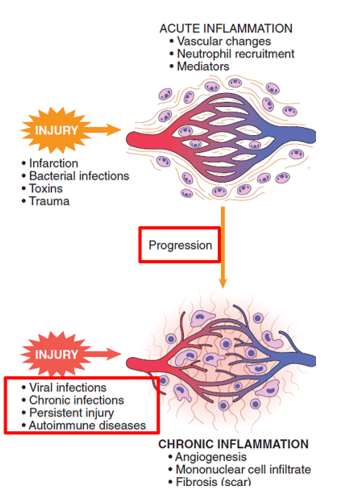 ACUTE INFLAMMATION
• Vascular changes
• Neutrophil recruitment
• Mediators
INJURY
• Infarction
• Bacterial infections
• Toxins
• Trauma
Progression
INJURY
• Viral infections
• Chronic infections
• Persistent injury
• Autoimmune diseases
CHRONIC INFLAMMATION
• Angiogenesis
• Mononuclear cell infiltrate
• Fibrosis (scar)